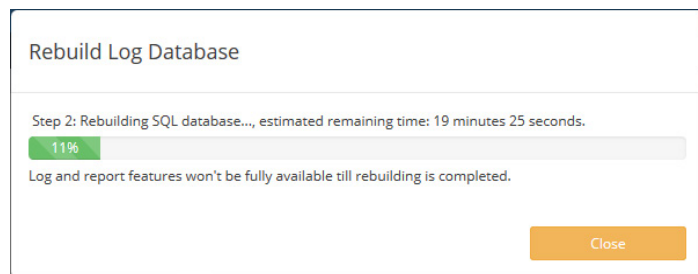 Rebuild Log Database
Step 2: Rebuilding SQL database..., estimated remaining time: 19 minutes 25 seconds.
11%
Log and report features won't be fully available till rebuilding is completed.
Close